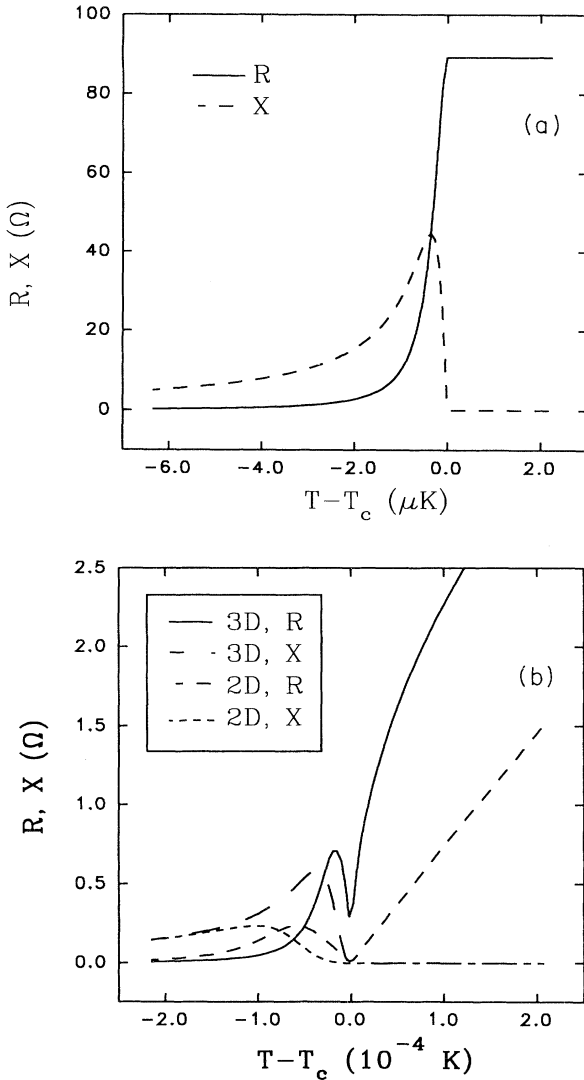 100
80
60
40
20
0
R, X (Ω)
R
X
(a)
-6.0 -4.0 -2.0 0.0 2.0
T-Tc (μK)
2.5
2.0
1.5
1.0
0.5
0.0
R, X (Ω)
3D, R
3D, X
2D, R
2D, X
(b)
-2.0 -1.0 0.0 1.0 2.0
T-Tc (10⁻⁴ K)